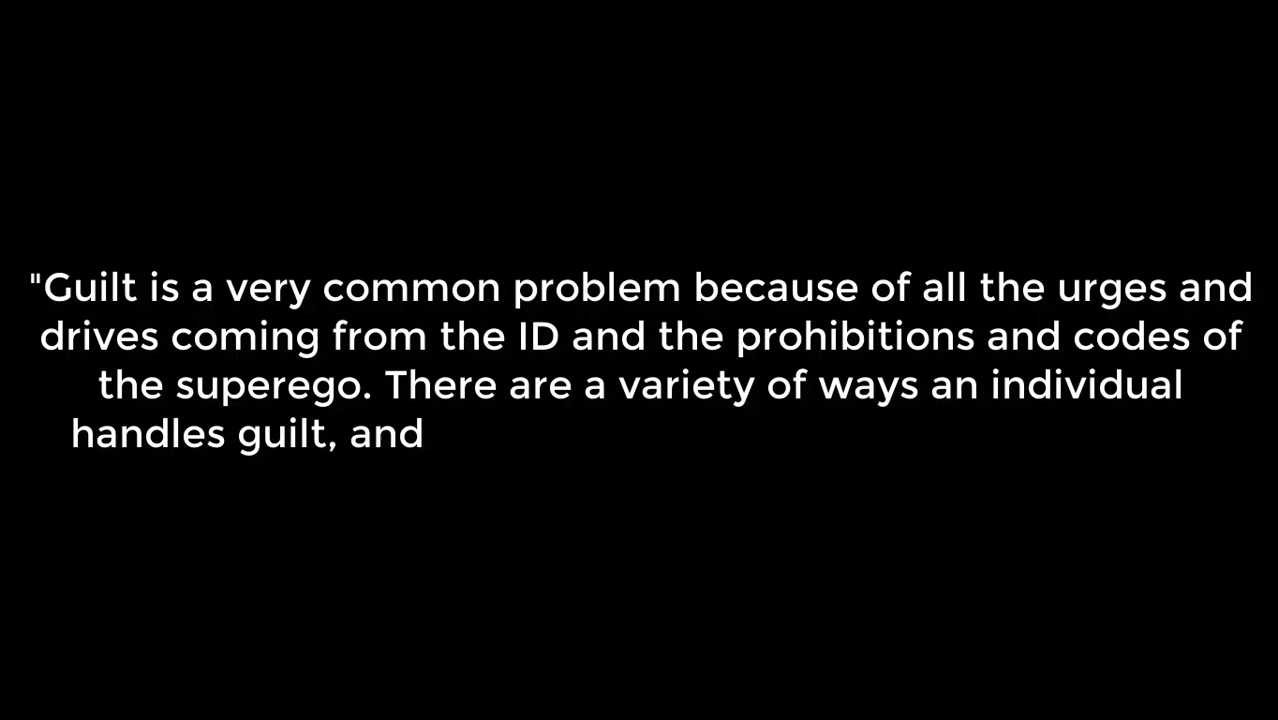 "Guilt is a very common problem because of all the urges and
drives coming from the ID and the prohibitions and codes of
the superego. There are a variety of ways an individual
handles guilt, and